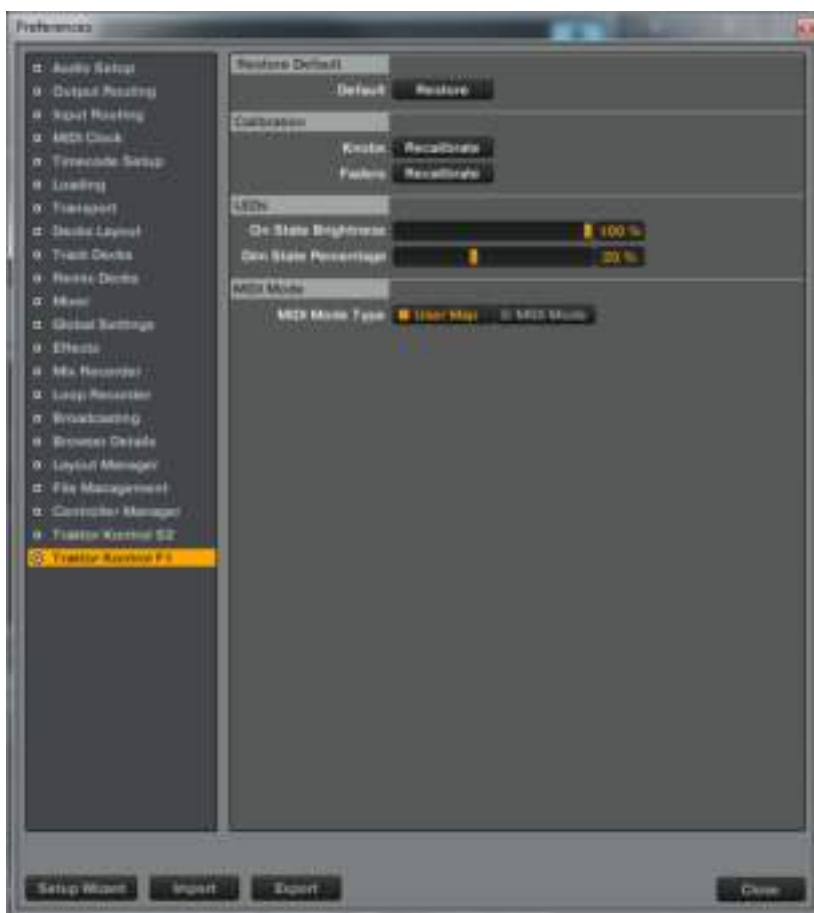 Preferences
Audio Setup
Output Routing
Input Routing
MIDI Clock
Timecode Setup
Loading
Transport
Decks Layout
Track Decks
Remix Decks
Mixer
Global Settings
Effects
Mix Recorder
Loop Recorder
Broadcasting
Browser Details
Layout Manager
File Management
Controller Manager
Traktor Kontrol S2
Traktor Kontrol F1
Restore Default
Default Restore
Calibration
Knobs Recalibrate
Faders Recalibrate
LEDs
On State Brightness 100 %
Dim State Percentage 20 %
MIDI Mode
MIDI Mode Type User Map MIDI Mode
Setup Wizard Import Export Close